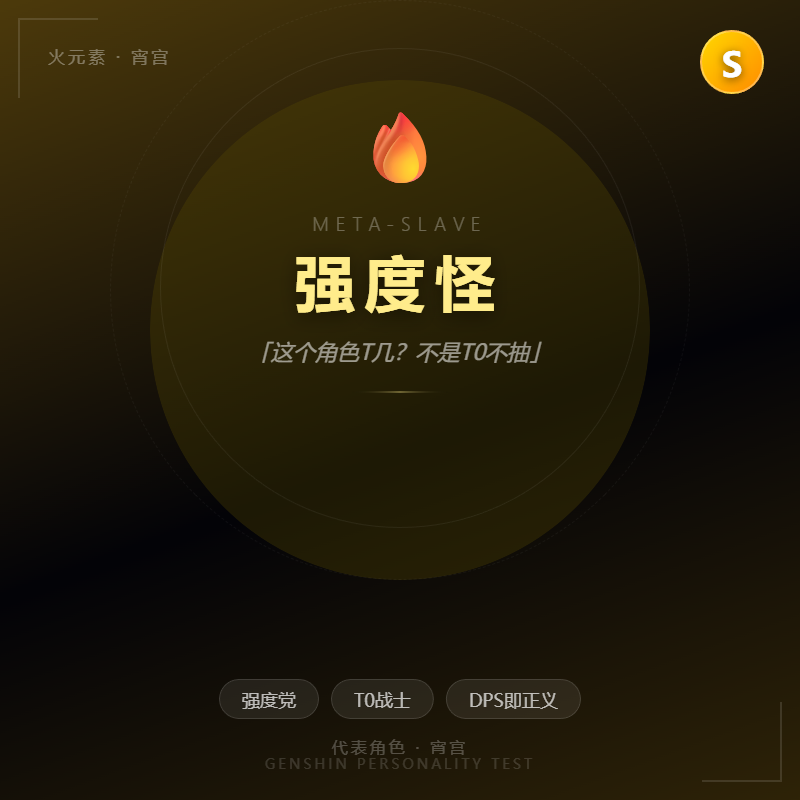 火元素 · 宵宫
S
META-SLAVE
强度怪
「这个角色T几？不是T0不抽」
强度党 T0战士 DPS即正义
代表角色 · 宵宫
GENSHIN PERSONALITY TEST